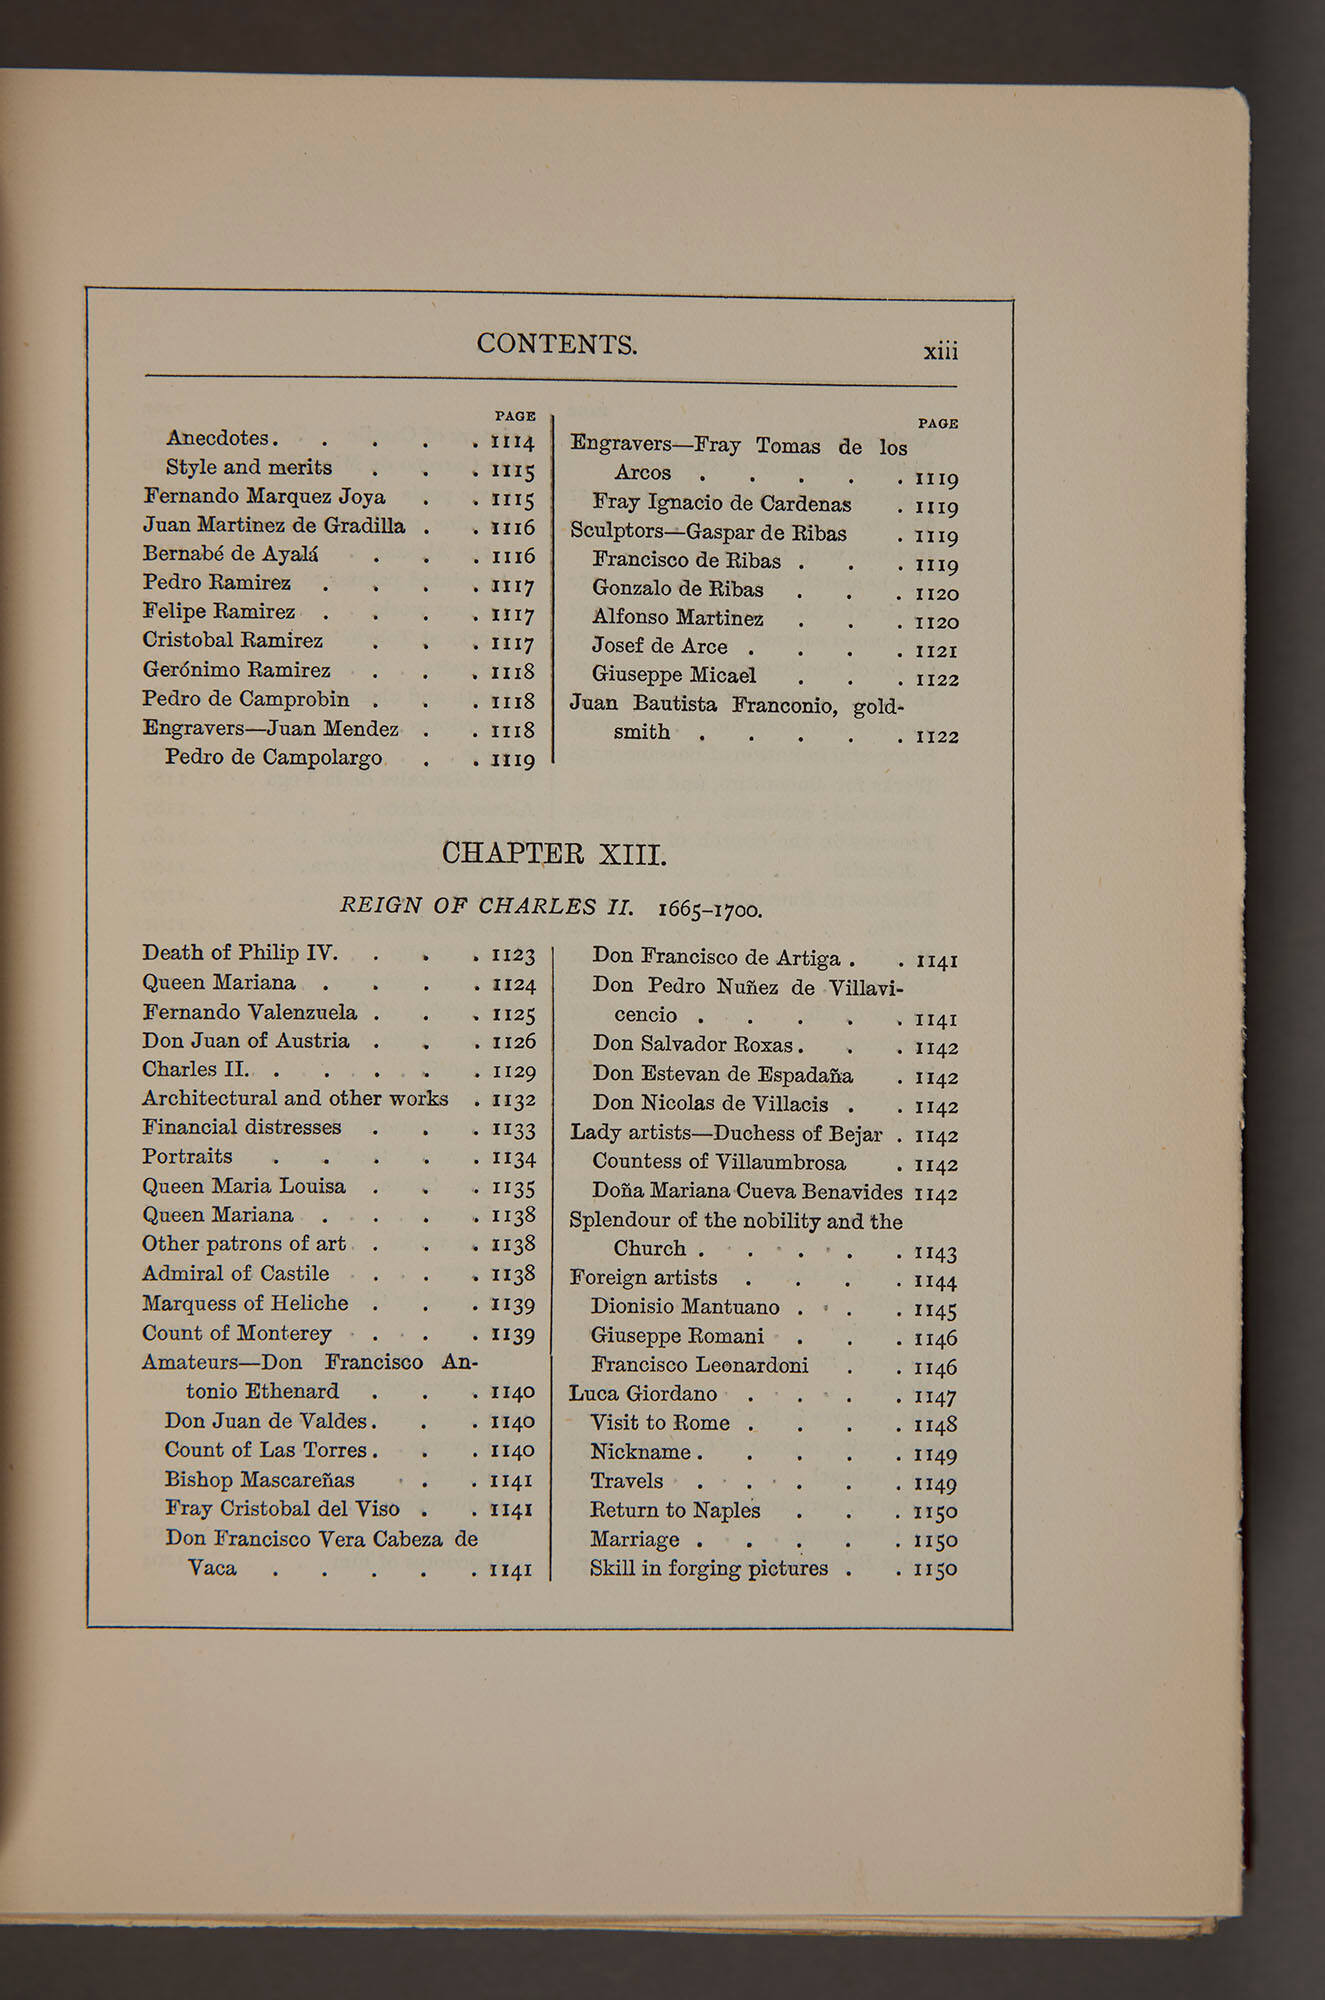 CONTENTS. xiii
PAGE
Anecdotes . . . . . 1114
Style and merits . . . 1115
Fernando Marquez Joya . . 1115
Juan Martinez de Gradilla . . 1116
Bernabé de Ayalá . . . 1116
Pedro Ramirez . . . . 1117
Felipe Ramirez . . . . 1117
Cristobal Ramirez . . . 1117
Gerónimo Ramirez . . . 1118
Pedro de Camprobin . . . 1118
Engravers—Juan Mendez . . 1118
Pedro de Campolargo . . 1119
PAGE
Engravers—Fray Tomas de los
Arcos . . . . . 1119
Fray Ignacio de Cardenas . 1119
Sculptors—Gaspar de Ribas . 1119
Francisco de Ribas . . . 1119
Gonzalo de Ribas . . . 1120
Alfonso Martinez . . . 1120
Josef de Arce . . . . 1121
Giuseppe Micael . . . 1122
Juan Bautista Franconio, gold-
smith . . . . . 1122
CHAPTER XIII.
REIGN OF CHARLES II. 1665–1700.
Death of Philip IV. . . . 1123
Queen Mariana . . . . 1124
Fernando Valenzuela . . . 1125
Don Juan of Austria . . . 1126
Charles II. . . . . . 1129
Architectural and other works . 1132
Financial distresses . . . 1133
Portraits . . . . . 1134
Queen Maria Louisa . . . 1135
Queen Mariana . . . . 1138
Other patrons of art . . . 1138
Admiral of Castile . . . 1138
Marquess of Heliche . . . 1139
Count of Monterey . . . 1139
Amateurs—Don Francisco An-
tonio Ethenard . . . 1140
Don Juan de Valdes . . . 1140
Count of Las Torres . . . 1140
Bishop Mascareñas . . . 1141
Fray Cristobal del Viso . . 1141
Don Francisco Vera Cabeza de
Vaca . . . . . 1141
Don Francisco de Artiga . . 1141
Don Pedro Nuñez de Villavi-
cencio . . . . . 1141
Don Salvador Roxas . . . 1142
Don Estevan de Espadaña . 1142
Don Nicolas de Villacis . . 1142
Lady artists—Duchess of Bejar . 1142
Countess of Villaumbrosa . 1142
Doña Mariana Cueva Benavides 1142
Splendour of the nobility and the
Church . . . . . 1143
Foreign artists . . . . 1144
Dionisio Mantuano . . . 1145
Giuseppe Romani . . . 1146
Francisco Leonardoni . . 1146
Luca Giordano . . . . 1147
Visit to Rome . . . . 1148
Nickname . . . . . 1149
Travels . . . . . 1149
Return to Naples . . . 1150
Marriage . . . . . 1150
Skill in forging pictures . . 1150